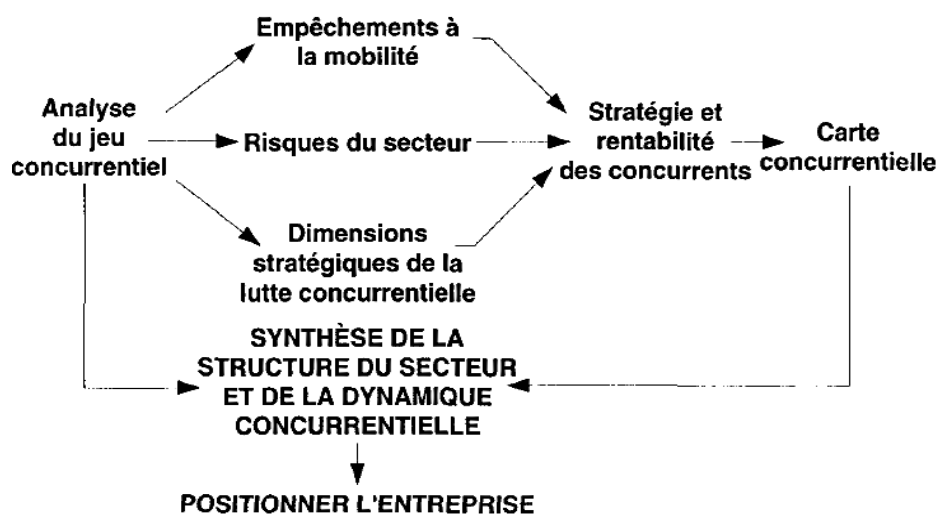 Empêchements à
la mobilité
Analyse
du jeu
concurrentiel
Risques du secteur
Stratégie et
rentabilité
des concurrents
Carte
concurrentielle
Dimensions
stratégiques de la
lutte concurrentielle
SYNTHÈSE DE LA
STRUCTURE DU SECTEUR
ET DE LA DYNAMIQUE
CONCURRENTIELLE
POSITIONNER L'ENTREPRISE